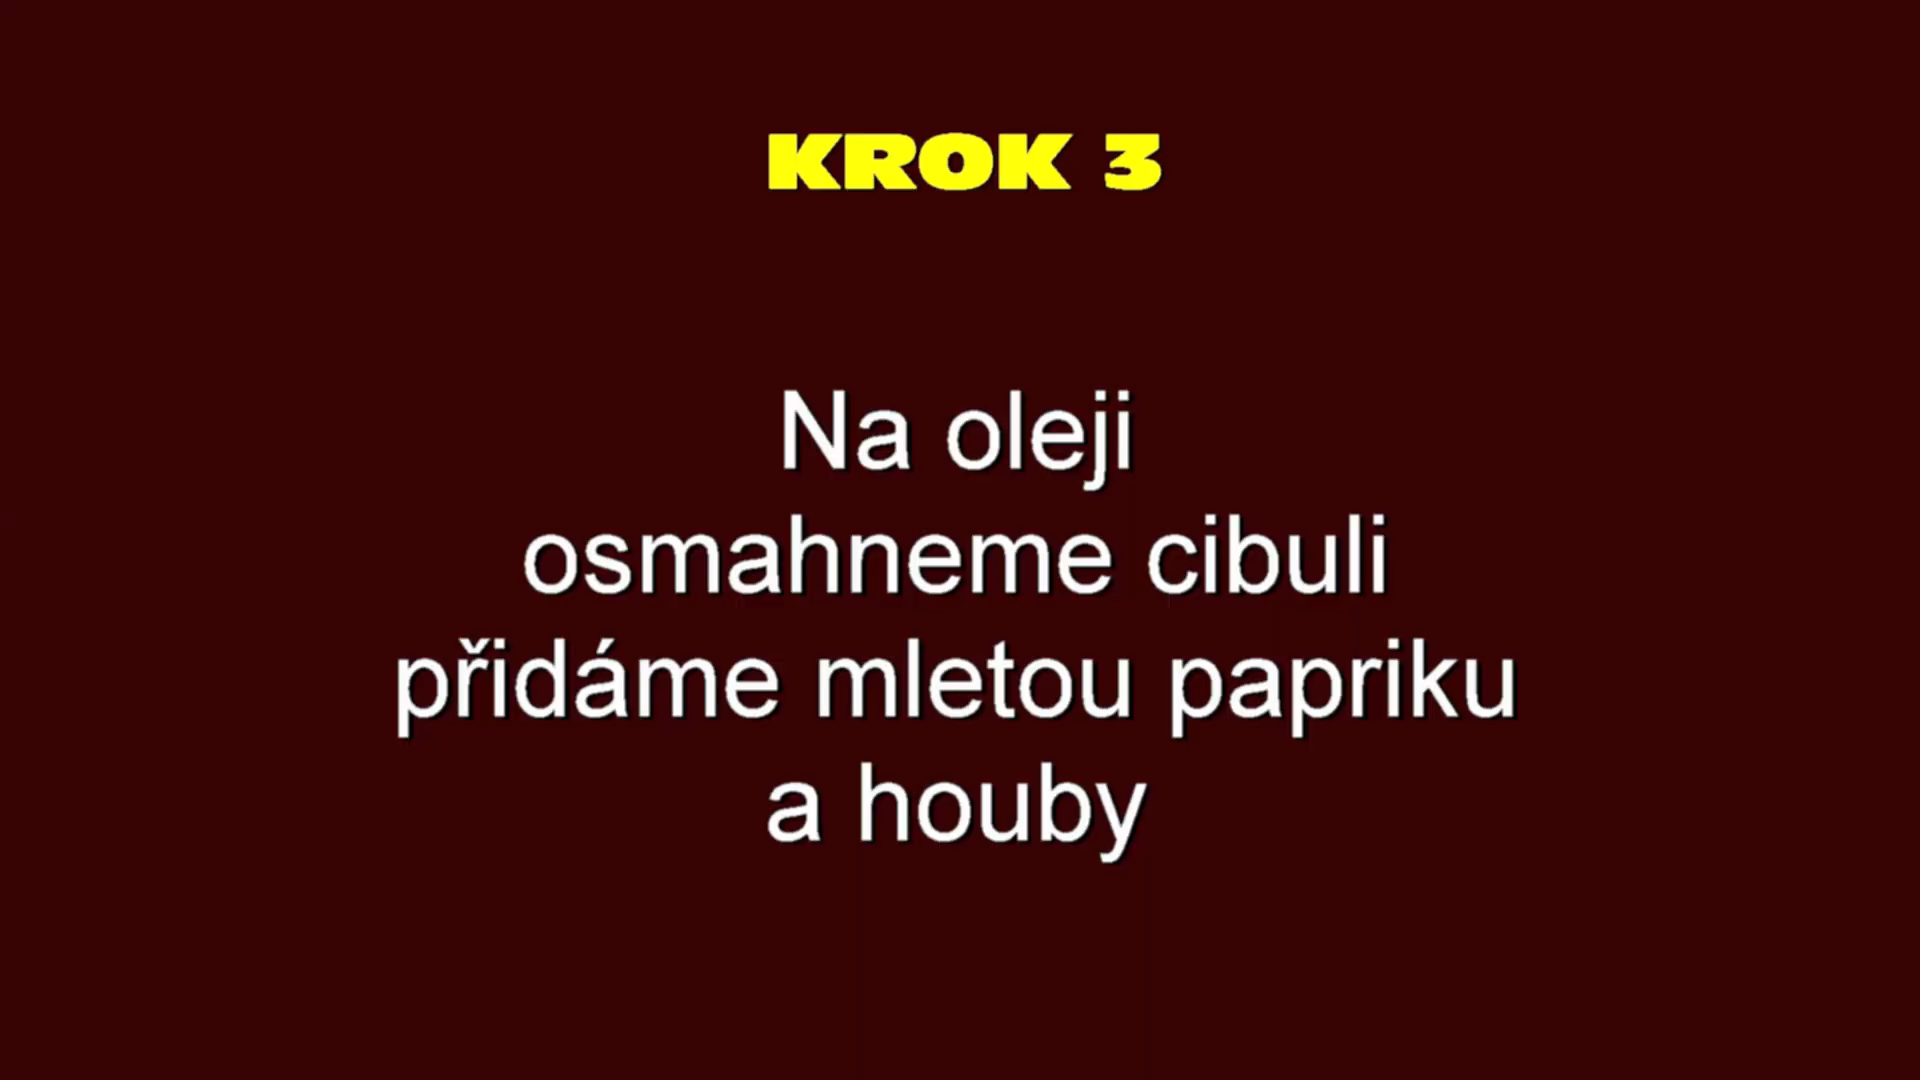 KROK 3
Na oleji
osmahneme cibuli
přidáme mletou papriku
a houby